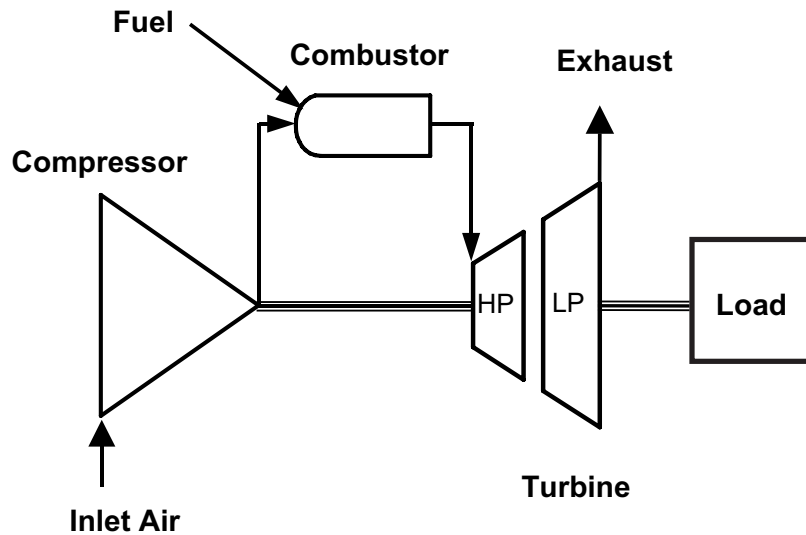 Fuel
Combustor
Exhaust
Compressor
HP
LP
Load
Turbine
Inlet Air